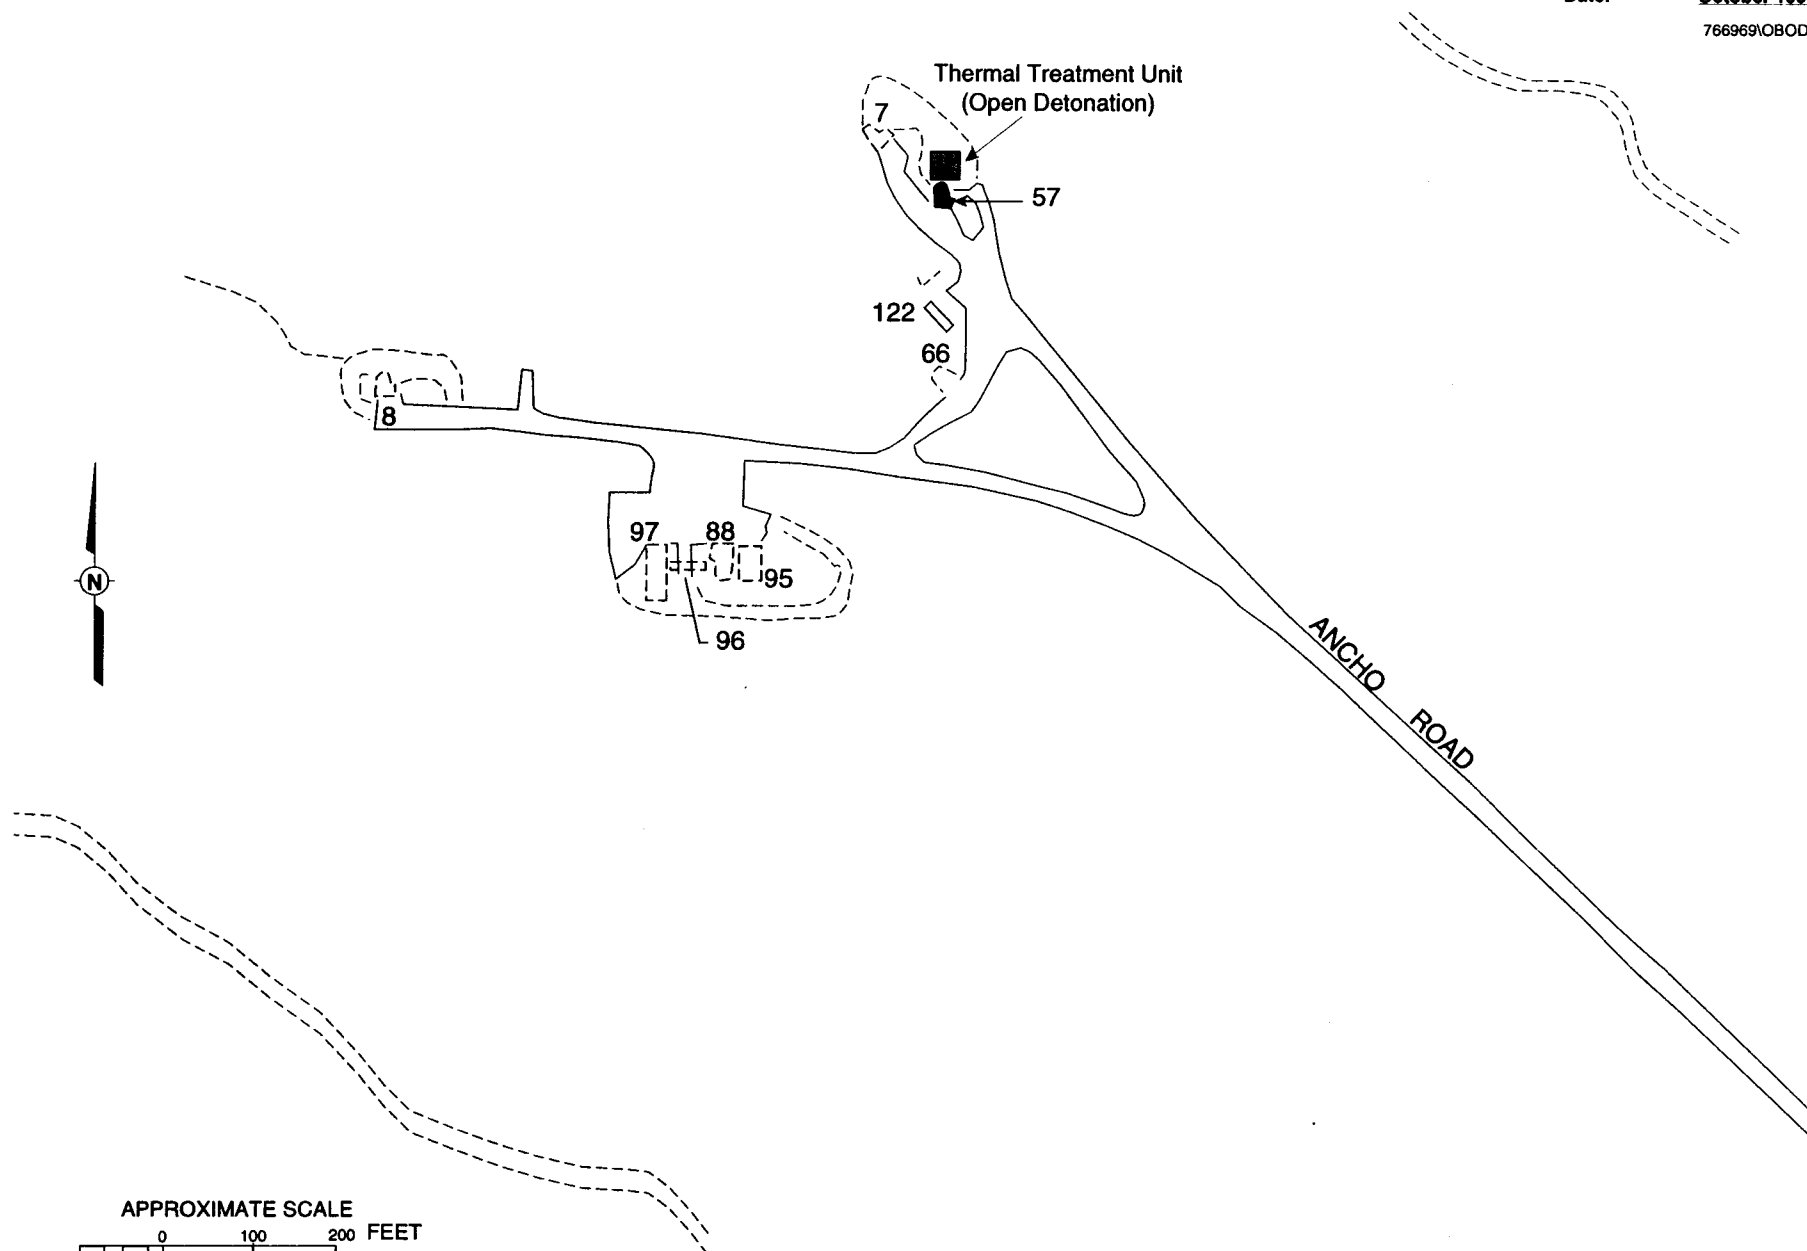 766969\OBOD
Thermal Treatment Unit
(Open Detonation)
7
57
122
66
8
97
88
95
96
N
ANCHO ROAD
APPROXIMATE SCALE
0 100 200 FEET